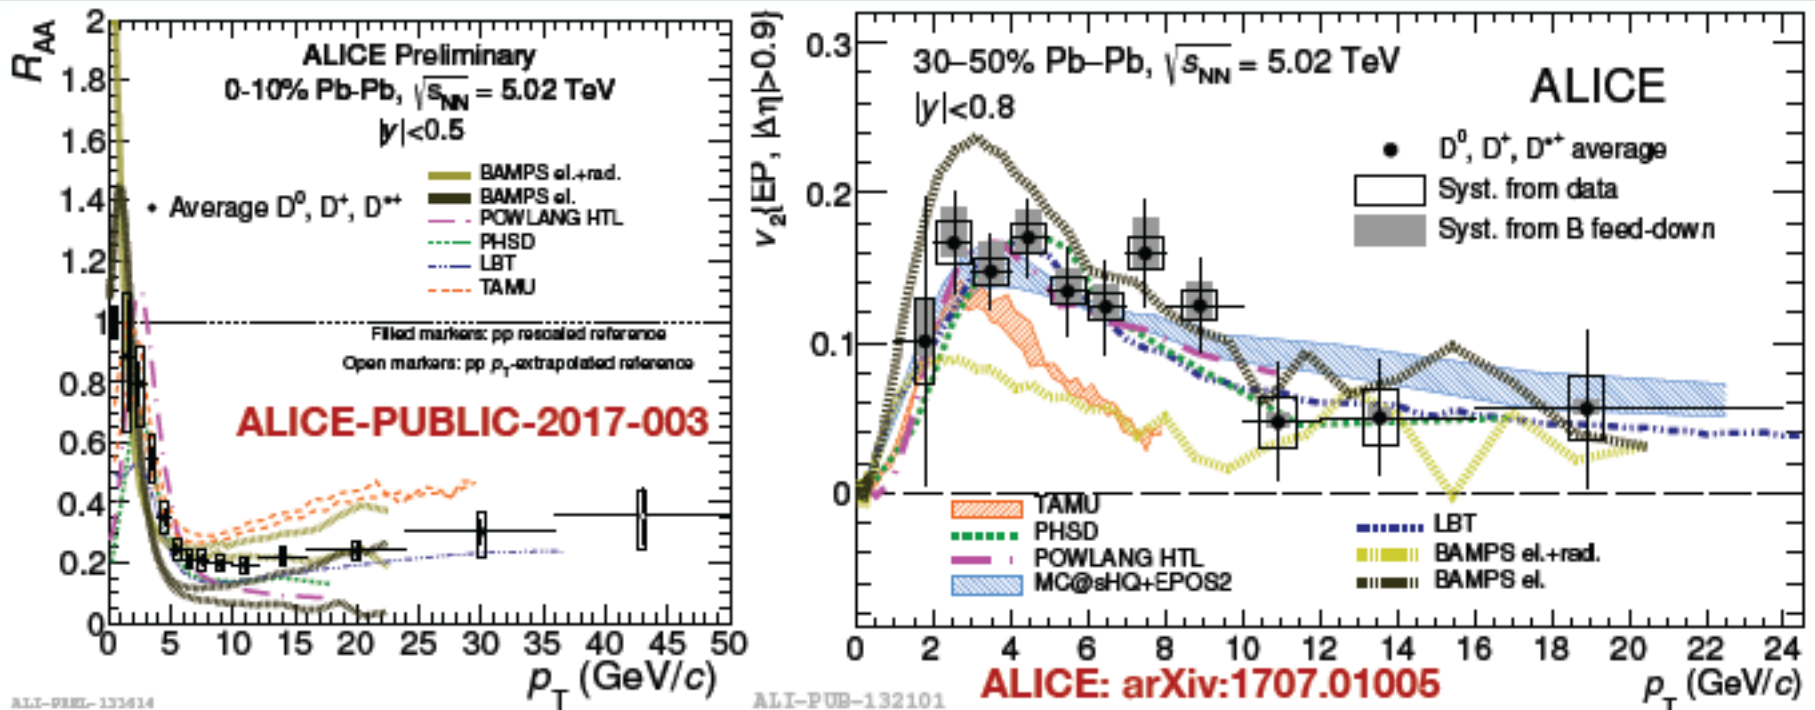 R_AA
2
1.8
1.6
1.4
1.2
1
0.8
0.6
0.4
0.2
0
ALICE Preliminary
0-10% Pb-Pb, √s_NN = 5.02 TeV
|y|<0.5
Average D⁰, D⁺, D*⁺
BAMPS el.+rad.
BAMPS el.
POWLANG HTL
PHSD
LBT
TAMU
Filled markers: pp rescaled reference
Open markers: pp p_T-extrapolated reference
ALICE-PUBLIC-2017-003
0 5 10 15 20 25 30 35 40 45 50
p_T (GeV/c)
ALI-PREL-133614
v₂{EP, |Δη|>0.9}
0.3
0.2
0.1
0
30–50% Pb–Pb, √s_NN = 5.02 TeV
|y|<0.8
ALICE
D⁰, D⁺, D*⁺ average
Syst. from data
Syst. from B feed-down
TAMU
PHSD
POWLANG HTL
MC@sHQ+EPOS2
LBT
BAMPS el.+rad.
BAMPS el.
0 2 4 6 8 10 12 14 16 18 20 22 24
p_T (GeV/c)
ALI-PUB-132101
ALICE: arXiv:1707.01005